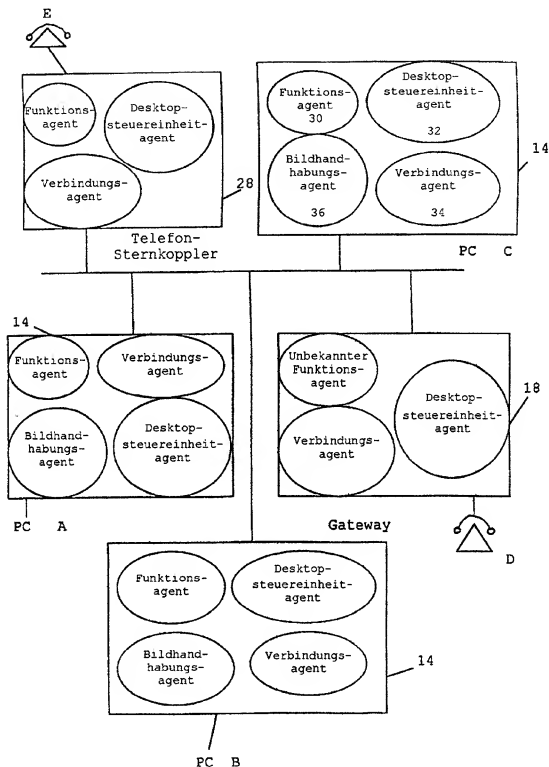 E
Funktions-
agent
Desktop-
steuereinheit-
agent
Verbindungs-
agent
28
Telefon-
Sternkoppler
Funktions-
agent
30
Desktop-
steuereinheit-
agent
32
Bildhand-
habungs-
agent
36
Verbindungs-
agent
34
14
PC C
14
Funktions-
agent
Verbindungs-
agent
Bildhand-
habungs-
agent
Desktop-
steuereinheit-
agent
PC A
Unbekannter
Funktions-
agent
Desktop-
steuereinheit-
agent
Verbindungs-
agent
18
Gateway
D
Funktions-
agent
Desktop-
steuereinheit-
agent
Bildhand-
habungs-
agent
Verbindungs-
agent
14
PC B